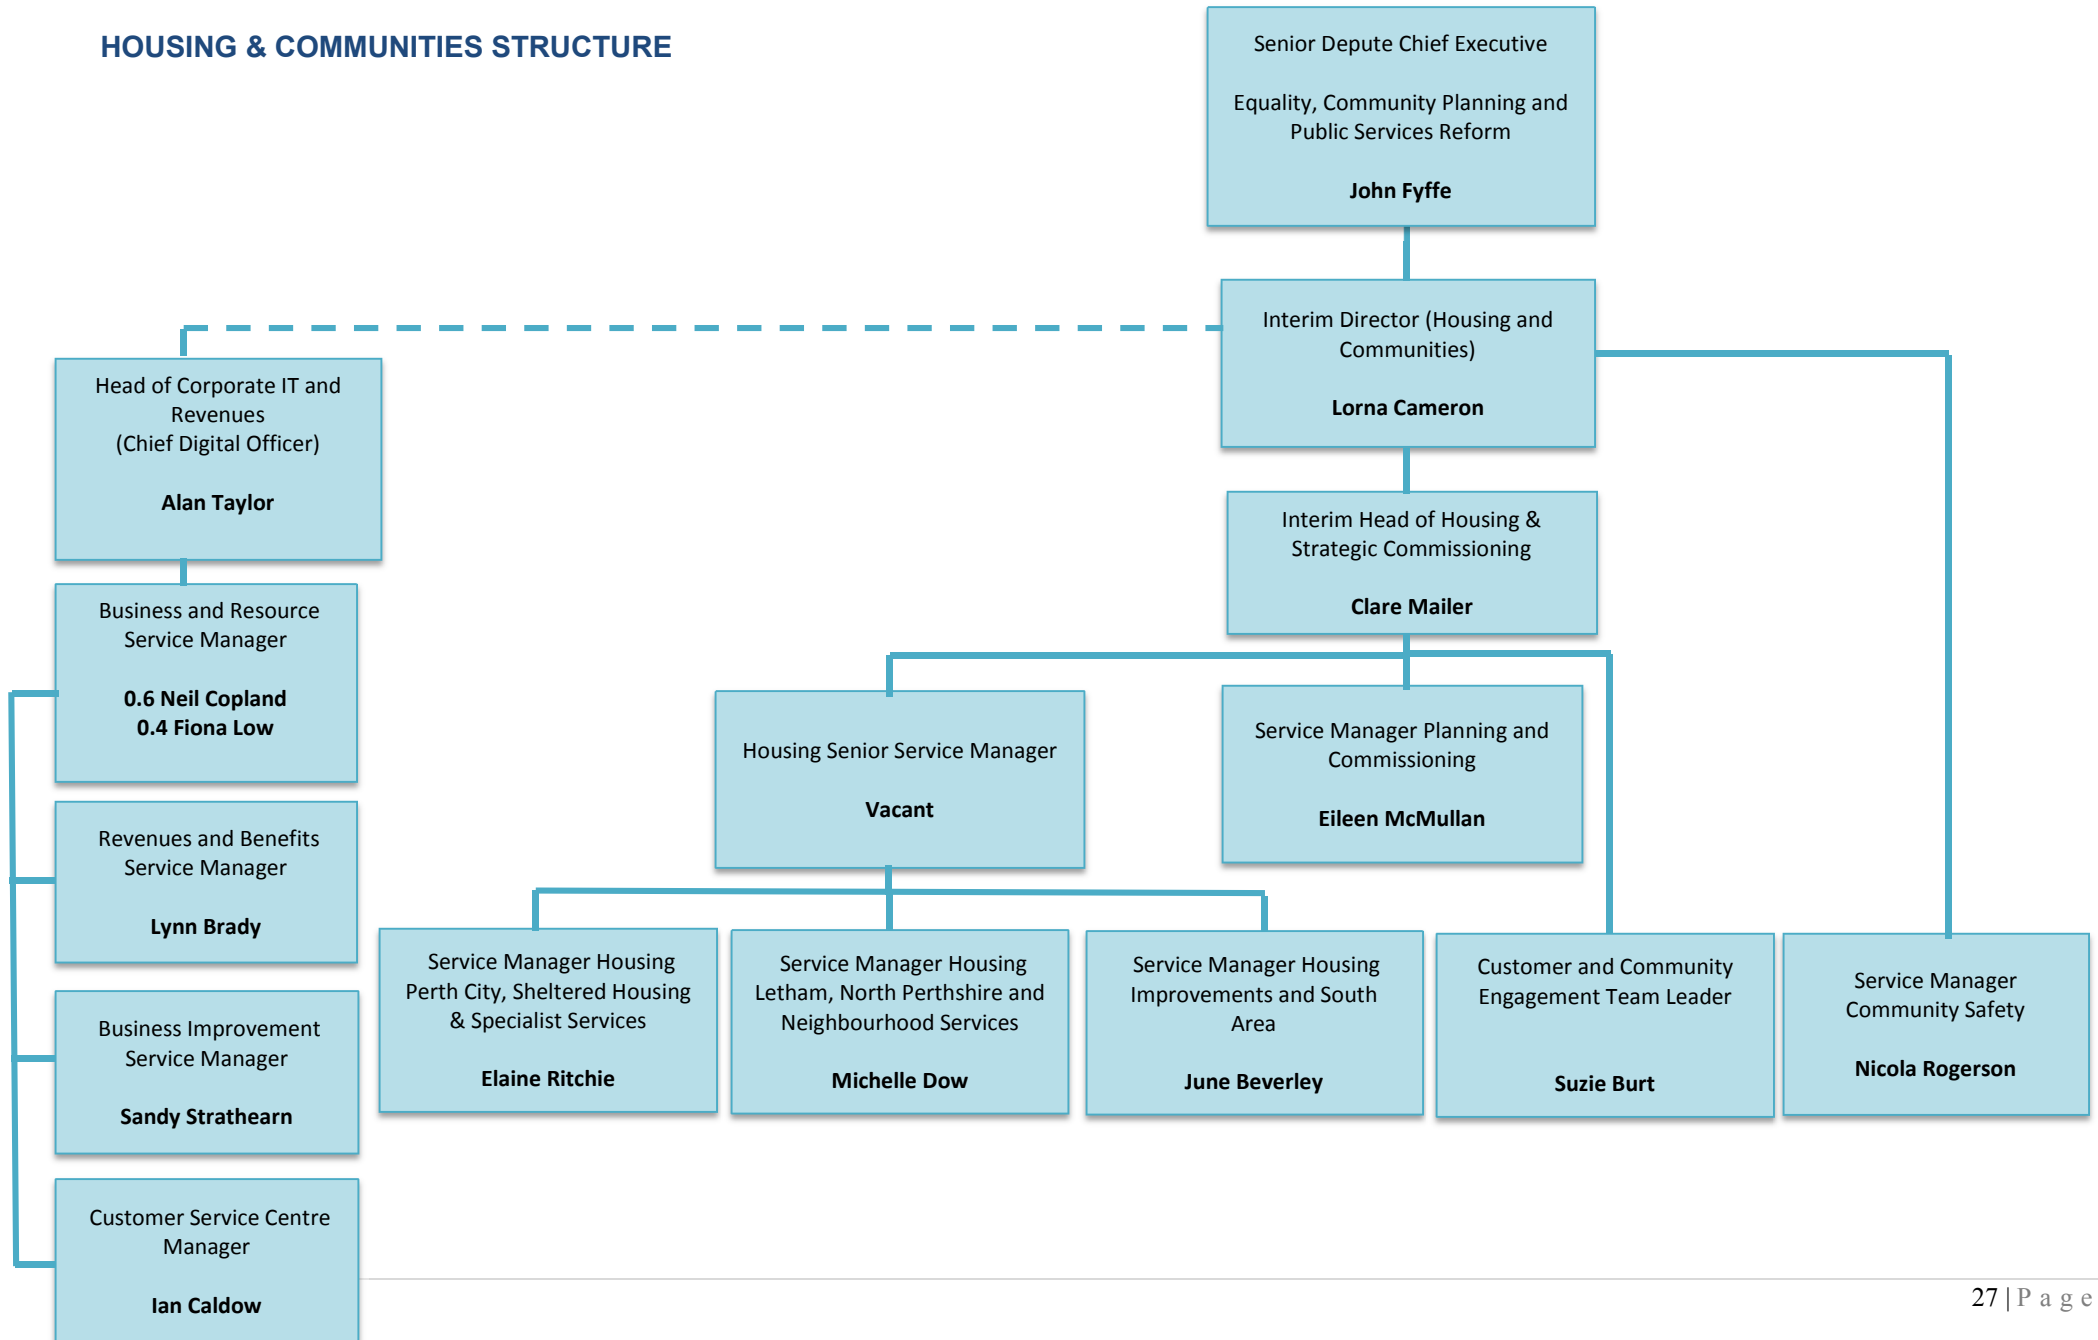 HOUSING & COMMUNITIES STRUCTURE
Senior Depute Chief Executive
Equality, Community Planning and
Public Services Reform
John Fyffe
Interim Director (Housing and
Communities)
Lorna Cameron
Head of Corporate IT and
Revenues
(Chief Digital Officer)
Alan Taylor
Interim Head of Housing &
Strategic Commissioning
Clare Mailer
Business and Resource
Service Manager
0.6 Neil Copland
0.4 Fiona Low
Housing Senior Service Manager
Vacant
Service Manager Planning and
Commissioning
Eileen McMullan
Revenues and Benefits
Service Manager
Lynn Brady
Service Manager Housing
Perth City, Sheltered Housing
& Specialist Services
Elaine Ritchie
Service Manager Housing
Letham, North Perthshire and
Neighbourhood Services
Michelle Dow
Service Manager Housing
Improvements and South
Area
June Beverley
Customer and Community
Engagement Team Leader
Suzie Burt
Service Manager
Community Safety
Nicola Rogerson
Business Improvement
Service Manager
Sandy Strathearn
Customer Service Centre
Manager
Ian Caldow
27 | P a g e